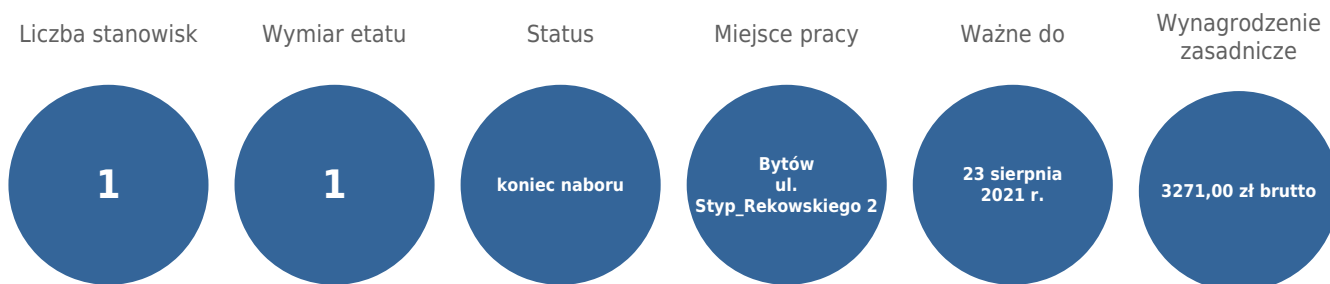 Liczba stanowisk
1
Wymiar etatu
1
Status
koniec naboru
Miejsce pracy
Bytów
ul.
Styp_Rekowskiego 2
Ważne do
23 sierpnia
2021 r.
Wynagrodzenie
zasadnicze
3271,00 zł brutto